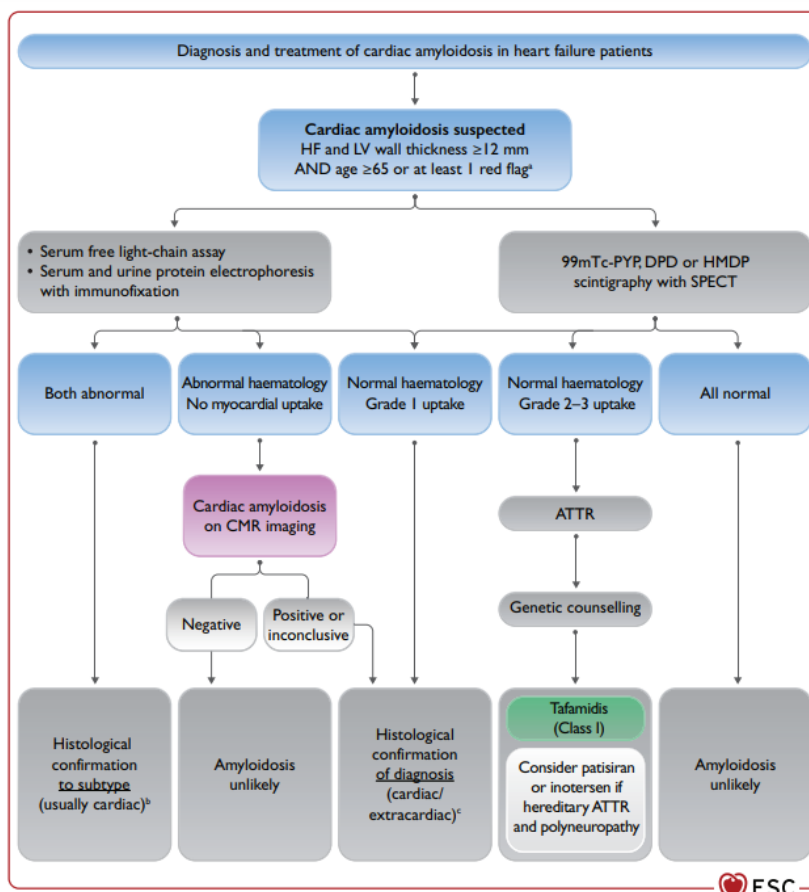 Diagnosis and treatment of cardiac amyloidosis in heart failure patients
Cardiac amyloidosis suspected
HF and LV wall thickness ≥12 mm
AND age ≥65 or at least 1 red flagᵃ
• Serum free light-chain assay
• Serum and urine protein electrophoresis
with immunofixation
99mTc-PYP, DPD or HMDP
scintigraphy with SPECT
Both abnormal
Abnormal haematology
No myocardial uptake
Normal haematology
Grade 1 uptake
Normal haematology
Grade 2–3 uptake
All normal
Cardiac amyloidosis
on CMR imaging
Negative
Positive or
inconclusive
ATTR
Genetic counselling
Histological
confirmation
to subtype
(usually cardiac)ᵇ
Amyloidosis
unlikely
Histological
confirmation
of diagnosis
(cardiac/
extracardiac)ᶜ
Tafamidis
(Class I)
Consider patisiran
or inotersen if
hereditary ATTR
and polyneuropathy
Amyloidosis
unlikely
ESC